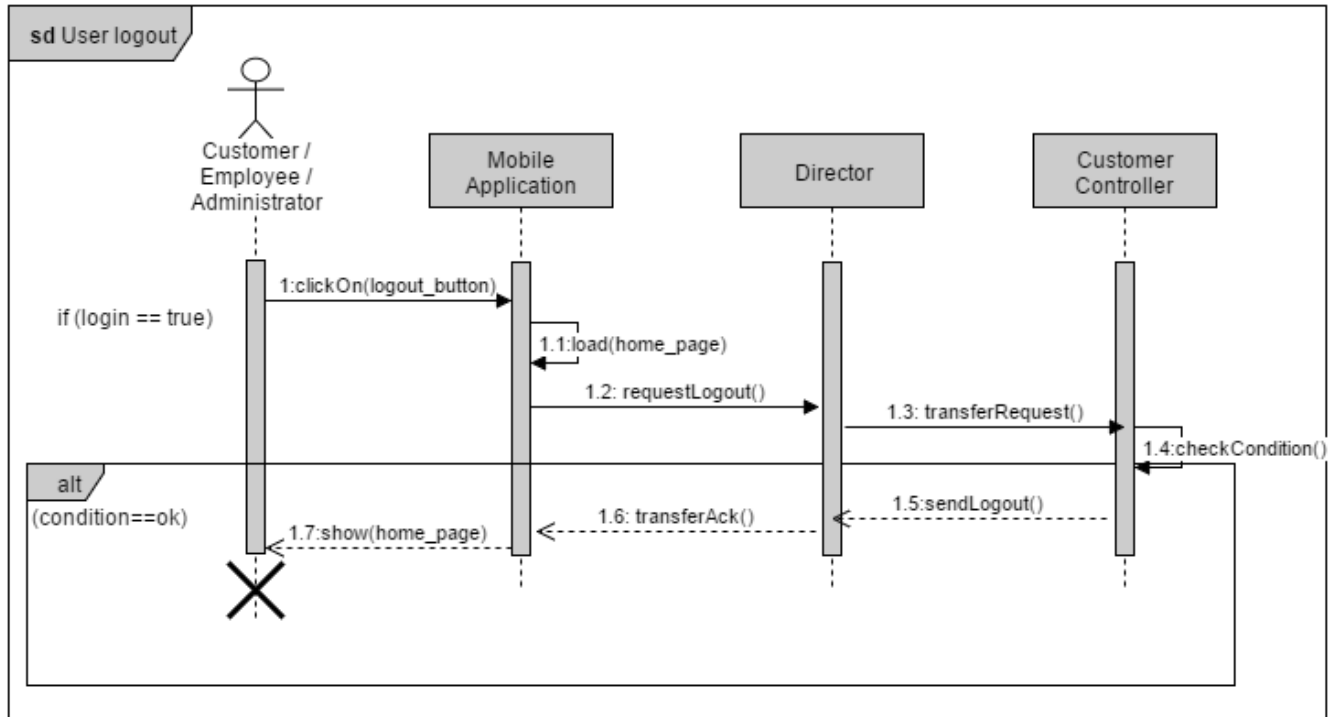 sd User logout
Customer /
Employee /
Administrator
Mobile
Application
Director
Customer
Controller
1:clickOn(logout_button)
if (login == true)
1.1:load(home_page)
1.2: requestLogout()
1.3: transferRequest()
1.4:checkCondition()
alt
(condition==ok)
1.5:sendLogout()
1.6: transferAck()
1.7:show(home_page)